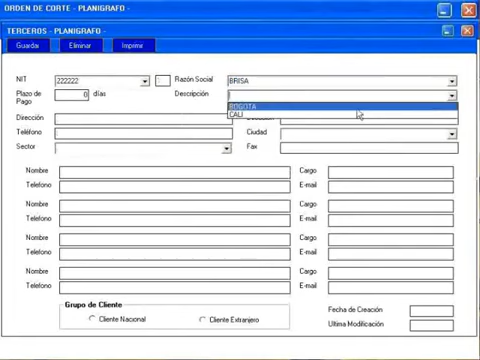 ORDEN DE CORTE - PLANIGRAFO -
TERCEROS - PLANIGRAFO -
Guardar Eliminar Imprimir
NIT 222222 Razón Social BRISA
Plazo de Pago 0 días Descripción
BOGOTA
CALI
Dirección
Teléfono Ciudad
Sector Fax
Nombre Cargo
Telefono E-mail
Nombre Cargo
Telefono E-mail
Nombre Cargo
Telefono E-mail
Nombre Cargo
Telefono E-mail
Grupo de Cliente
Cliente Nacional Cliente Extranjero
Fecha de Creación
Ultima Modificación